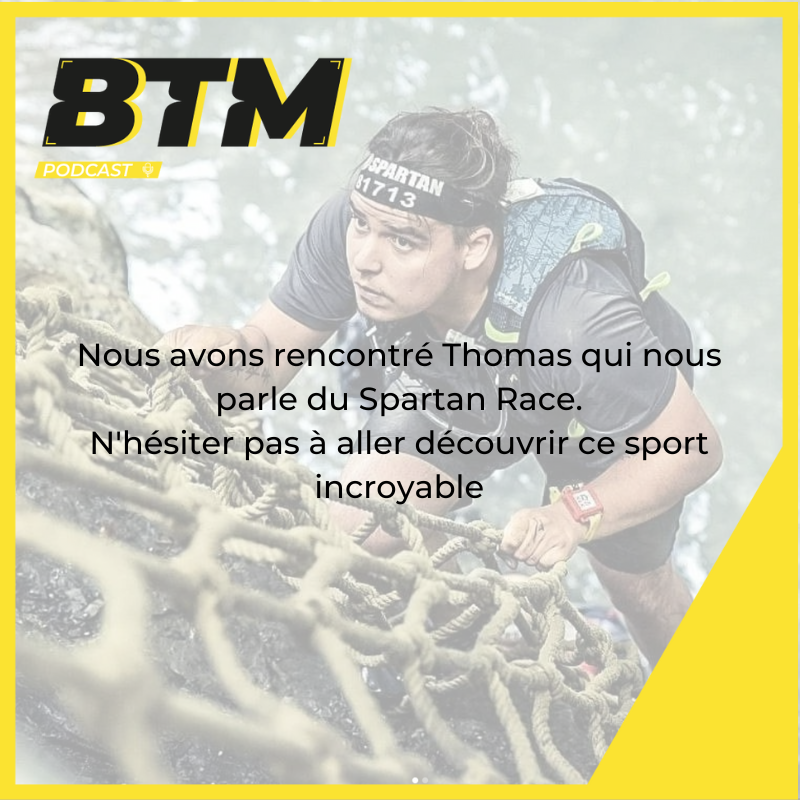 BTM
PODCAST
SPARTAN
81713
Nous avons rencontré Thomas qui nous
parle du Spartan Race.
N'hésiter pas à aller découvrir ce sport
incroyable